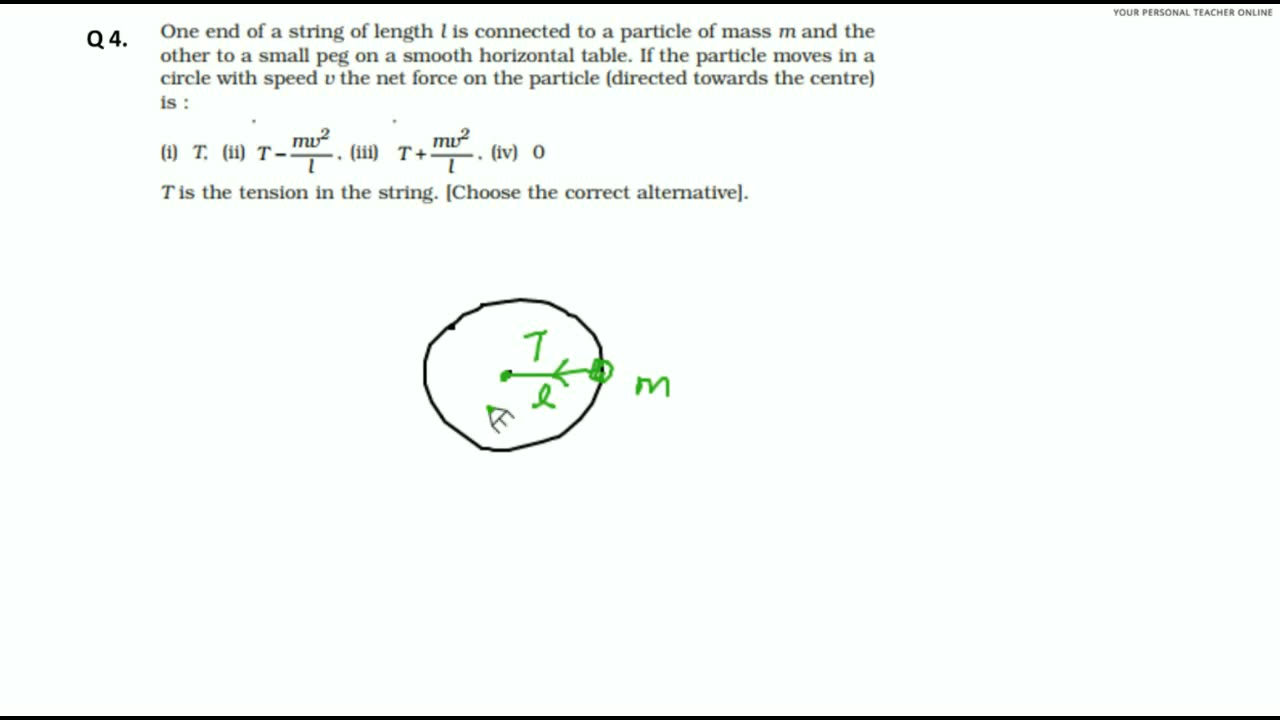 YOUR PERSONAL TEACHER ONLINE
Q 4. One end of a string of length l is connected to a particle of mass m and the
other to a small peg on a smooth horizontal table. If the particle moves in a
circle with speed v the net force on the particle (directed towards the centre)
is :
(i) T. (ii) T − mv²/l . (iii) T + mv²/l . (iv) 0
T is the tension in the string. [Choose the correct alternative].
T
l
m